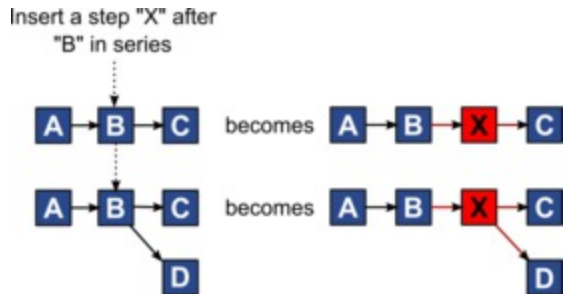 Insert a step "X" after
"B" in series
A B C becomes A B X C
A B C becomes A B X C
D D